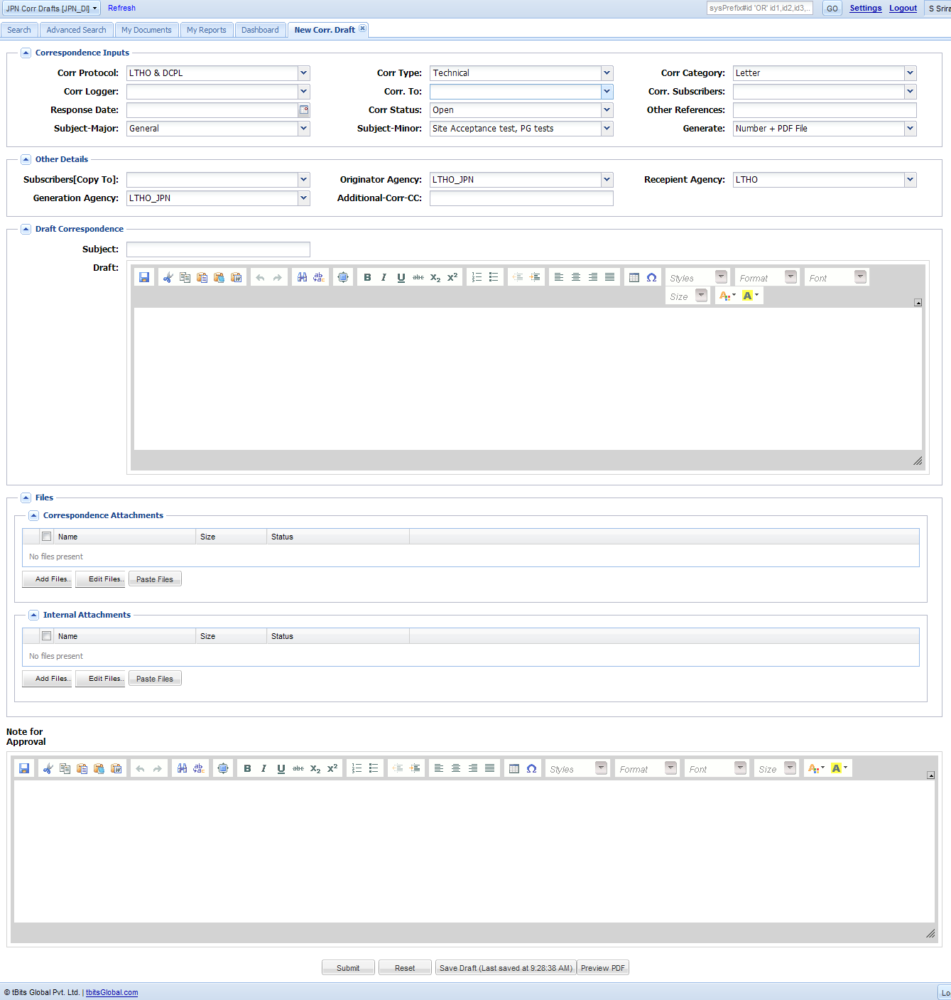 JPN Corr Drafts [JPN_DI] Refresh sysPrefix#id 'OR' id1,id2,id3,.. GO Settings Logout S Srira
Search Advanced Search My Documents My Reports Dashboard New Corr. Draft
Correspondence Inputs
Corr Protocol: LTHO & DCPL Corr Type: Technical Corr Category: Letter
Corr Logger: Corr. To: Corr. Subscribers:
Response Date: Corr Status: Open Other References:
Subject-Major: General Subject-Minor: Site Acceptance test, PG tests Generate: Number + PDF File
Other Details
Subscribers[Copy To]: Originator Agency: LTHO_JPN Recepient Agency: LTHO
Generation Agency: LTHO_JPN Additional-Corr-CC:
Draft Correspondence
Subject:
Draft:
B I U abc X2 X2 Styles Format Font
Size A A
Files
Correspondence Attachments
Name Size Status
No files present
Add Files.. Edit Files.. Paste Files
Internal Attachments
Name Size Status
No files present
Add Files.. Edit Files.. Paste Files
Note for
Approval
B I U abc X2 X2 Styles Format Font Size A A
Submit Reset Save Draft (Last saved at 9:28:38 AM) Preview PDF
© tBits Global Pvt. Ltd. | tbitsGlobal.com Lo